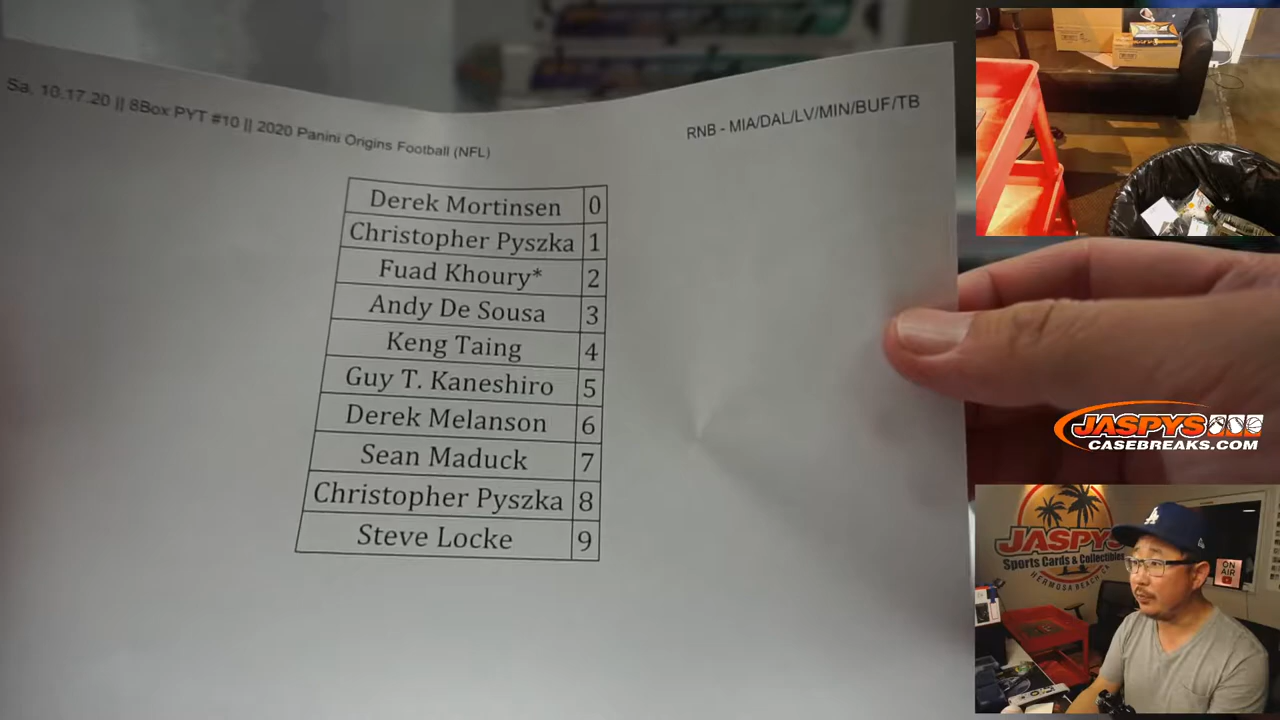 Sa, 10.17.20 || 8Box PYT #10 || 2020 Panini Origins Football (NFL)
RNB - MIA/DAL/LV/MIN/BUF/TB
Derek Mortinsen 0
Christopher Pyszka 1
Fuad Khoury* 2
Andy De Sousa 3
Keng Taing 4
Guy T. Kaneshiro 5
Derek Melanson 6
Sean Maduck 7
Christopher Pyszka 8
Steve Locke 9
JASPYS
CASEBREAKS.COM
JASPYS
Sports Cards & Collectibles
HERMOSA BEACH CA
LA
ON
AIR